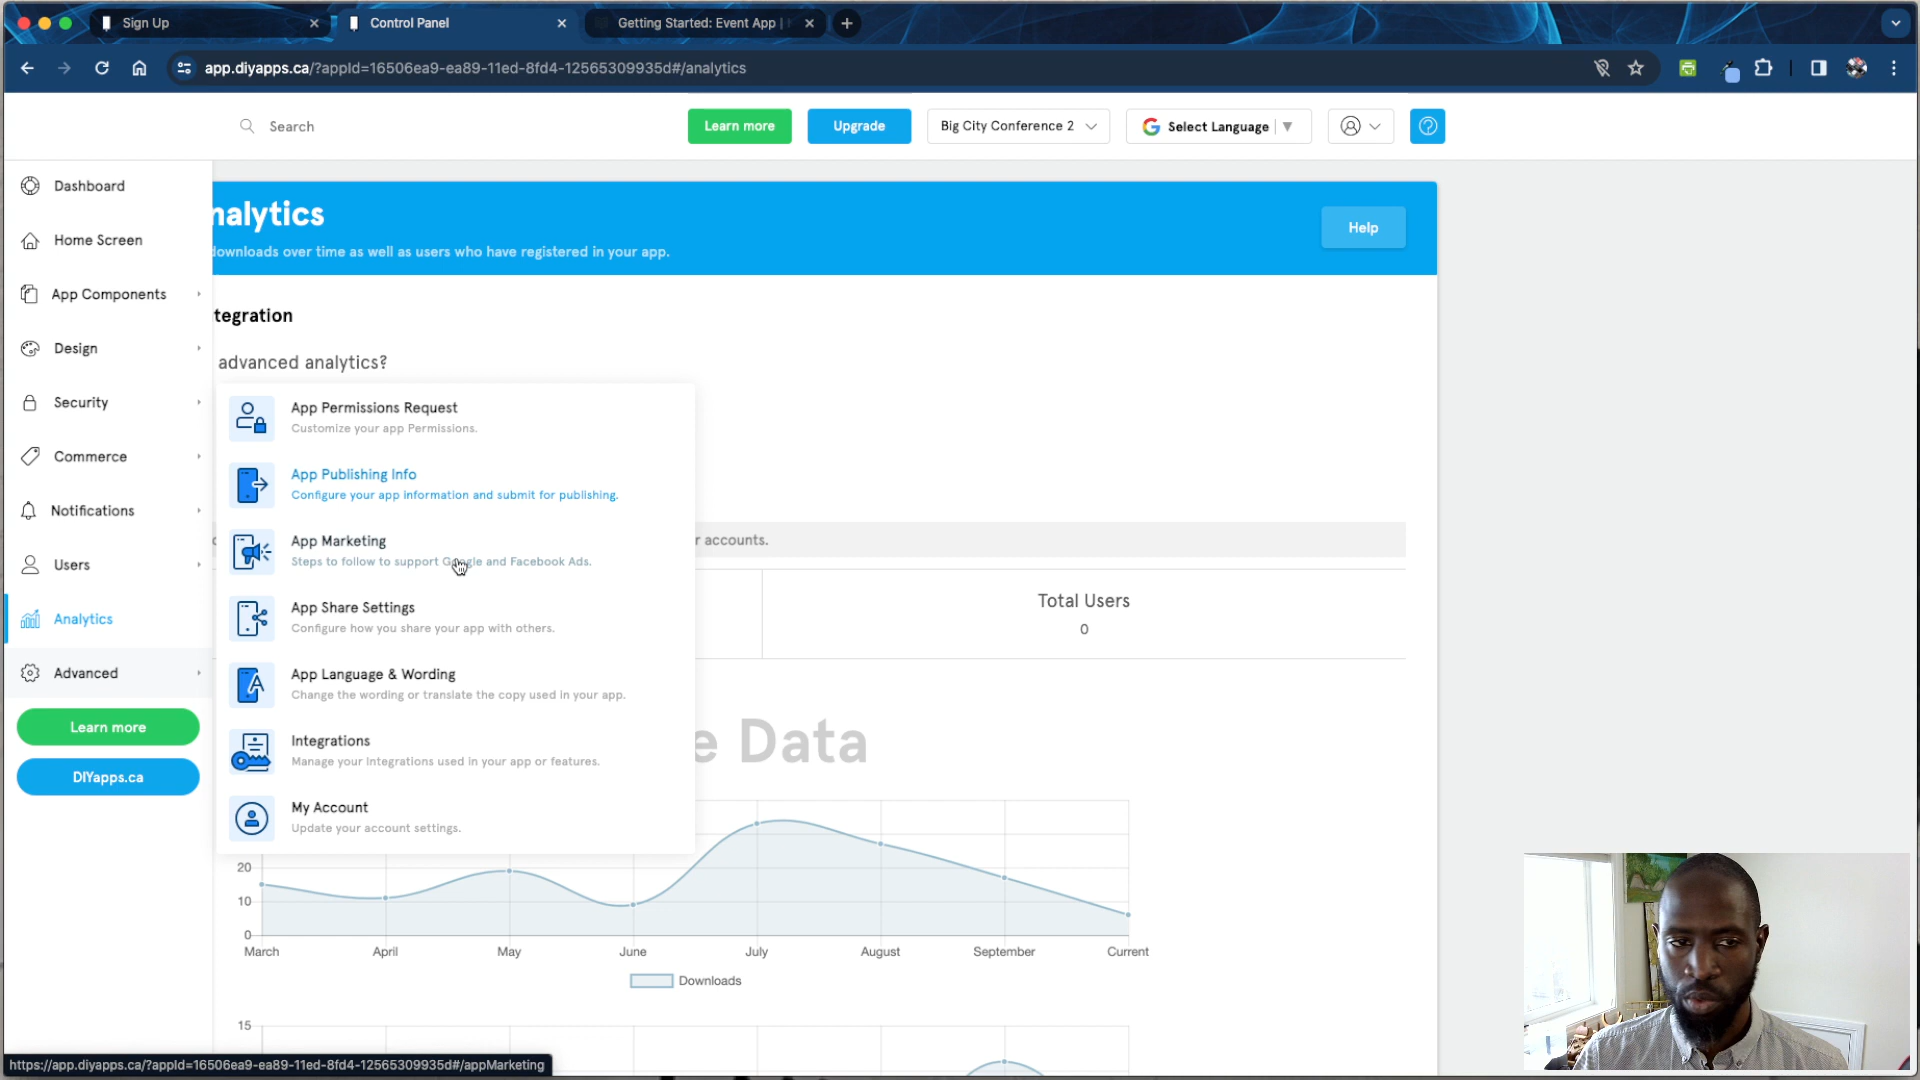 Sign Up
Control Panel
Getting Started: Event App |
app.diyapps.ca/?appId=16506ea9-ea89-11ed-8fd4-12565309935d#/analytics
Search
Learn more
Upgrade
Big City Conference 2
Select Language
Dashboard
Home Screen
App Components
Design
Security
Commerce
Notifications
Users
Analytics
Advanced
Learn more
DIYapps.ca
nalytics
downloads over time as well as users who have registered in your app.
Help
tegration
advanced analytics?
App Permissions Request
Customize your app Permissions.
App Publishing Info
Configure your app information and submit for publishing.
App Marketing
Steps to follow to support Google and Facebook Ads.
App Share Settings
Configure how you share your app with others.
App Language & Wording
Change the wording or translate the copy used in your app.
Integrations
Manage your integrations used in your app or features.
My Account
Update your account settings.
r accounts.
Total Users
0
e Data
20
10
0
March
April
May
June
July
August
September
Current
Downloads
15
https://app.diyapps.ca/?appId=16506ea9-ea89-11ed-8fd4-12565309935d#/appMarketing